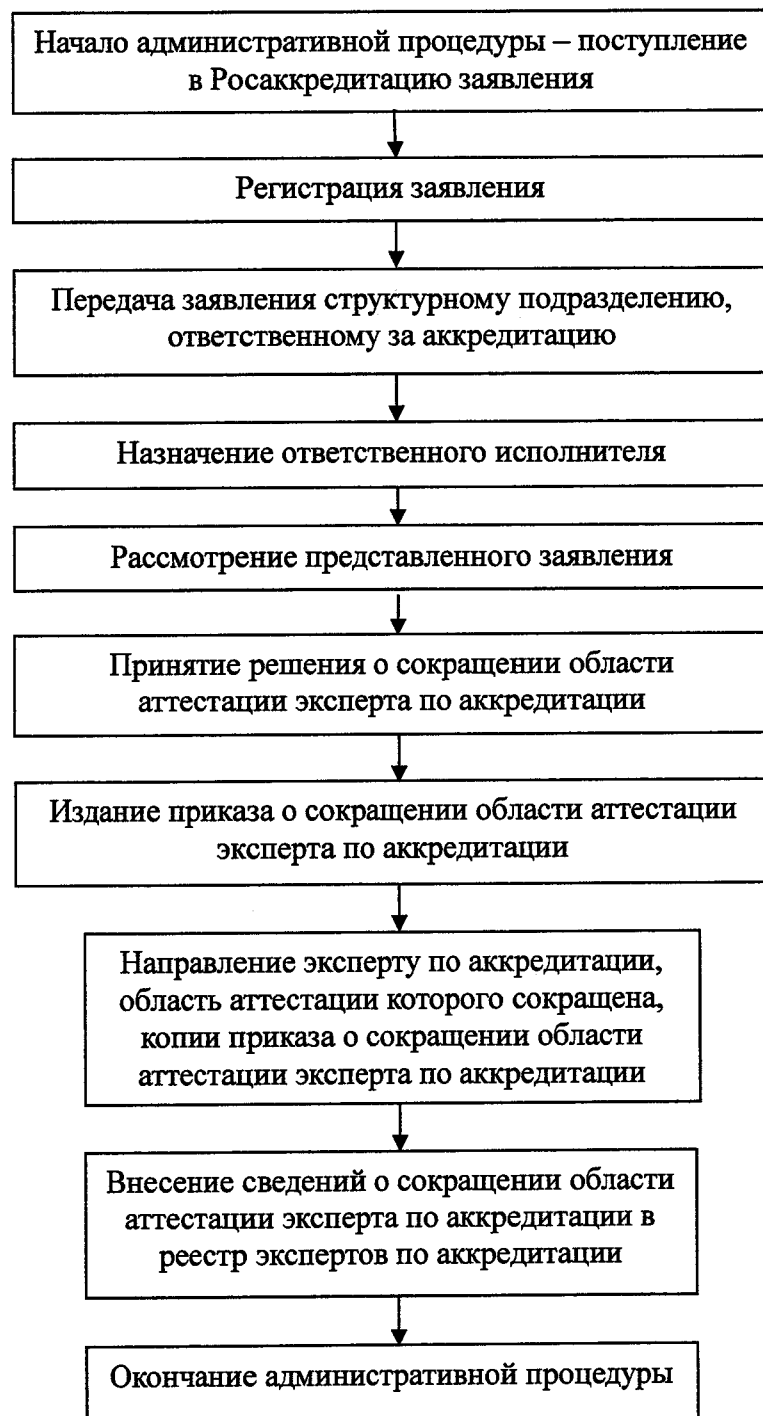 Начало административной процедуры – поступление
в Росаккредитацию заявления
Регистрация заявления
Передача заявления структурному подразделению,
ответственному за аккредитацию
Назначение ответственного исполнителя
Рассмотрение представленного заявления
Принятие решения о сокращении области
аттестации эксперта по аккредитации
Издание приказа о сокращении области аттестации
эксперта по аккредитации
Направление эксперту по аккредитации,
область аттестации которого сокращена,
копии приказа о сокращении области
аттестации эксперта по аккредитации
Внесение сведений о сокращении области
аттестации эксперта по аккредитации в
реестр экспертов по аккредитации
Окончание административной процедуры